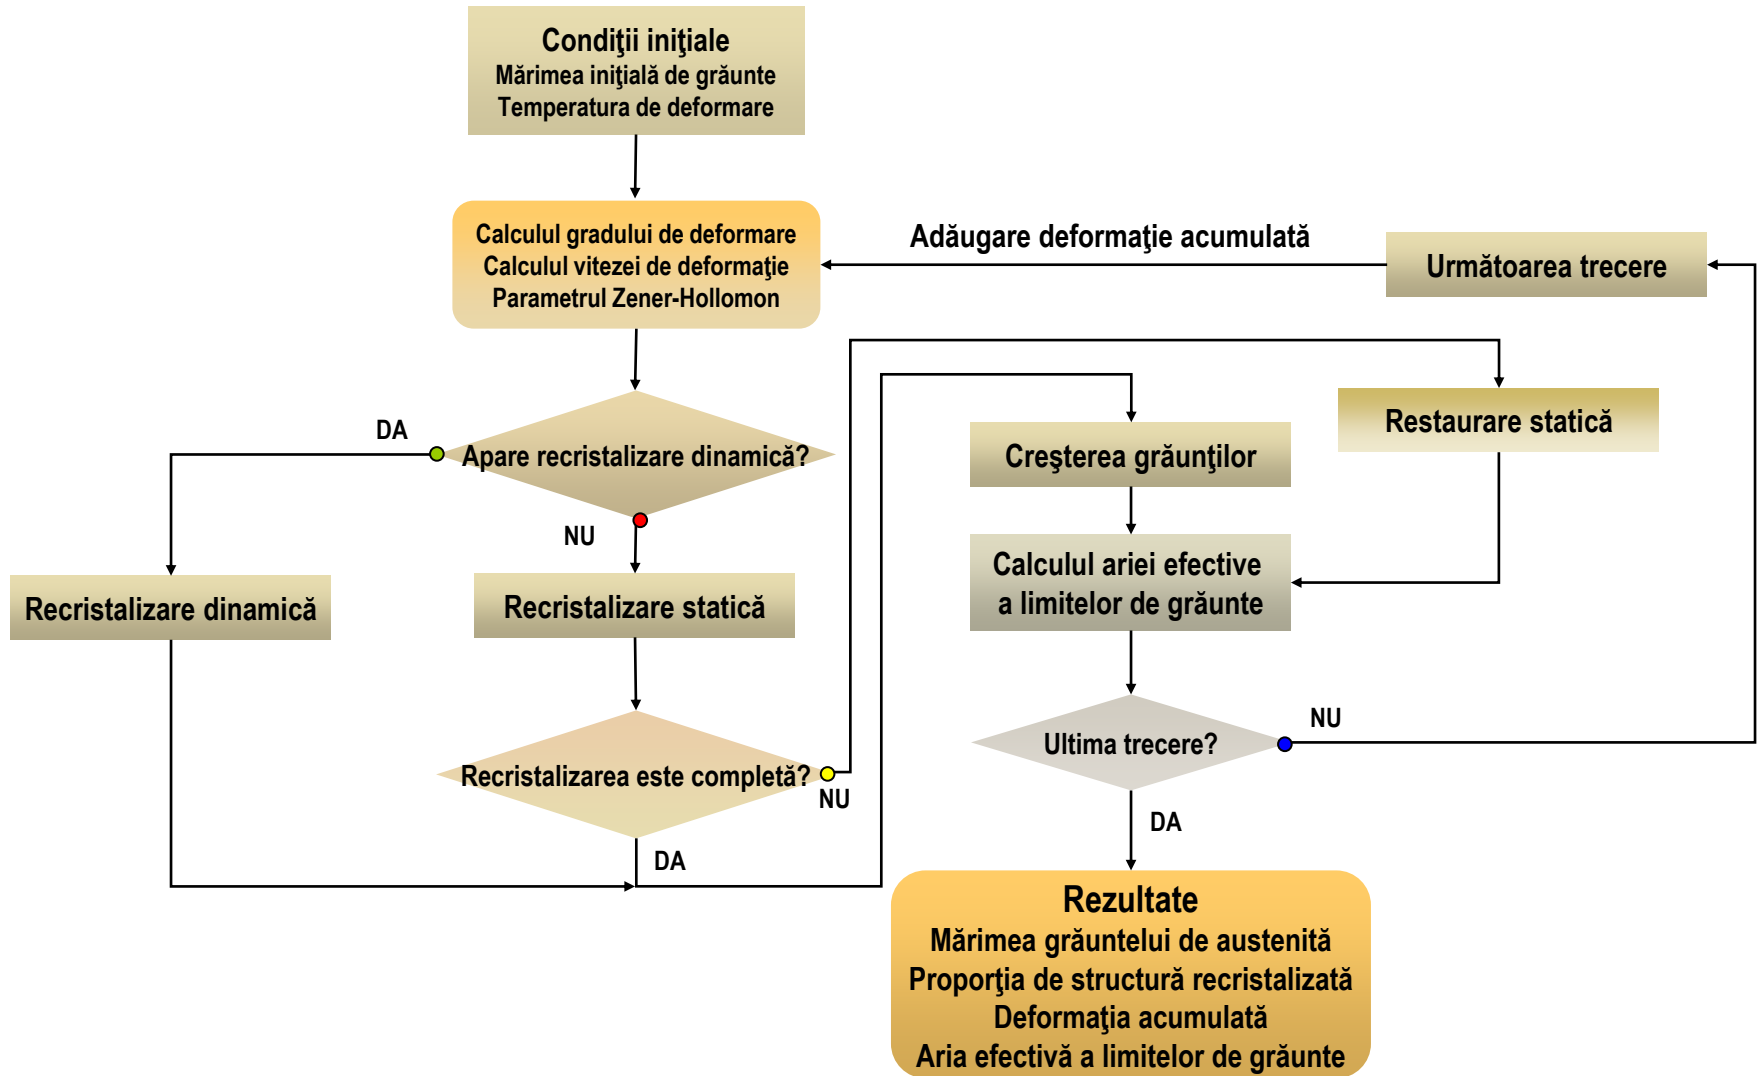 Condiţii iniţiale
Mărimea iniţială de grăunte
Temperatura de deformare
Calculul gradului de deformare
Calculul vitezei de deformaţie
Parametrul Zener-Hollomon
Adăugare deformaţie acumulată
Următoarea trecere
DA
Apare recristalizare dinamică?
NU
Recristalizare dinamică
Recristalizare statică
Recristalizarea este completă?
NU
DA
Creşterea grăunţilor
Restaurare statică
Calculul ariei efective
a limitelor de grăunte
Ultima trecere?
NU
DA
Rezultate
Mărimea grăuntelui de austenită
Proporţia de structură recristalizată
Deformaţia acumulată
Aria efectivă a limitelor de grăunte